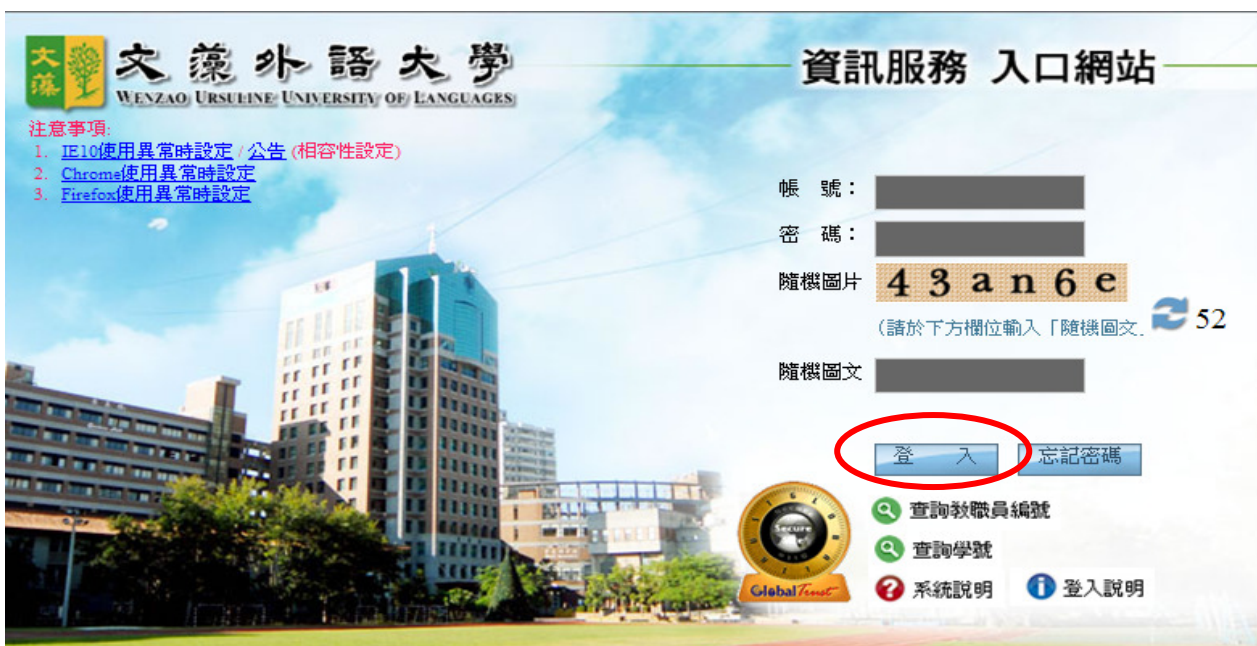 文藻
文藻外語大學
WENZAO URSULINE UNIVERSITY OF LANGUAGES
資訊服務 入口網站
注意事項:
1. IE10使用異常時設定 / 公告 (相容性設定)
2. Chrome使用異常時設定
3. Firefox使用異常時設定
帳 號：
密 碼：
隨機圖片 43an6e
(請於下方欄位輸入「隨機圖文
52
隨機圖文
登 入 忘記密碼
Secure
GlobalTrust
查詢教職員編號
查詢學號
系統說明 登入說明